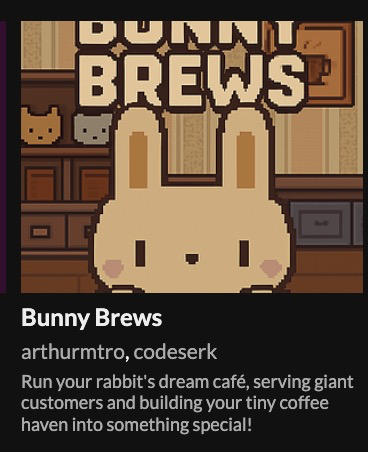 BUNNY
BREWS
Bunny Brews
arthurmtro, codeserk
Run your rabbit's dream café, serving giant
customers and building your tiny coffee
haven into something special!